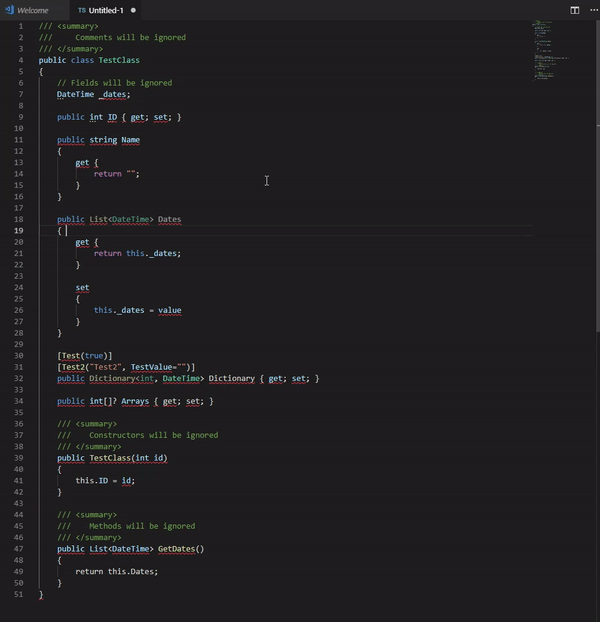 Welcome
TS Untitled-1
1 /// <summary>
2 ///     Comments will be ignored
3 /// </summary>
4 public class TestClass
5 {
6     // Fields will be ignored
7     DateTime _dates;
8
9     public int ID { get; set; }
10
11     public string Name
12     {
13         get {
14             return "";
15         }
16     }
17
18     public List<DateTime> Dates
19     {
20         get {
21             return this._dates;
22         }
23
24         set
25         {
26             this._dates = value
27         }
28     }
29
30     [Test(true)]
31     [Test2("Test2", TestValue="")]
32     public Dictionary<int, DateTime> Dictionary { get; set; }
33
34     public int[]? Arrays { get; set; }
35
36     /// <summary>
37     ///    Constructors will be ignored
38     /// </summary>
39     public TestClass(int id)
40     {
41         this.ID = id;
42     }
43
44     /// <summary>
45     ///    Methods will be ignored
46     /// </summary>
47     public List<DateTime> GetDates()
48     {
49         return this.Dates;
50     }
51 }